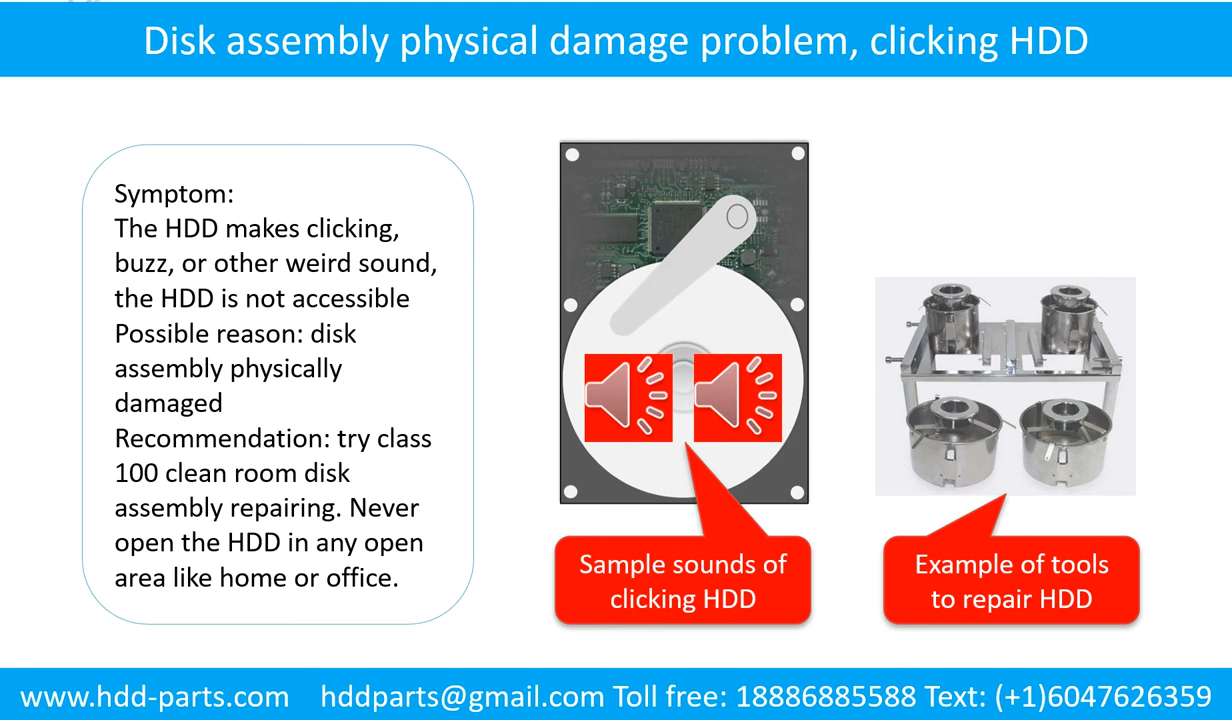 Disk assembly physical damage problem, clicking HDD
Symptom:
The HDD makes clicking,
buzz, or other weird sound,
the HDD is not accessible
Possible reason: disk
assembly physically
damaged
Recommendation: try class
100 clean room disk
assembly repairing. Never
open the HDD in any open
area like home or office.
Sample sounds of
clicking HDD
Example of tools
to repair HDD
www.hdd-parts.com hddparts@gmail.com Toll free: 18886885588 Text: (+1)6047626359